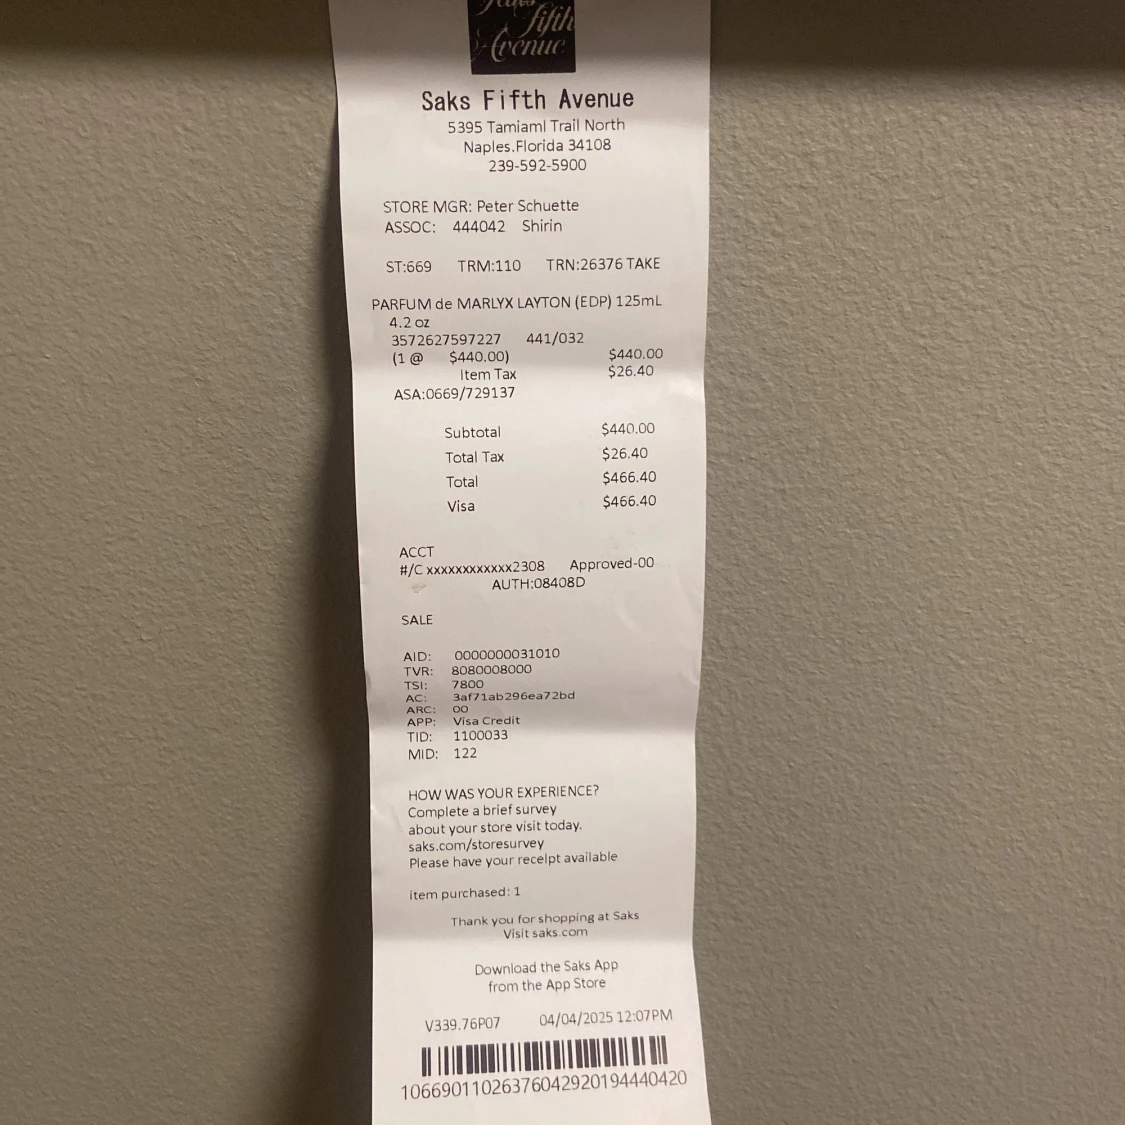 fifth
Avenue
Saks Fifth Avenue
5395 Tamiaml Trail North
Naples.Florida 34108
239-592-5900
STORE MGR: Peter Schuette
ASSOC: 444042 Shirin
ST:669 TRM:110 TRN:26376 TAKE
PARFUM de MARLYX LAYTON (EDP) 125mL
4.2 oz
3572627597227 441/032
(1 @ $440.00) $440.00
Item Tax $26.40
ASA:0669/729137
Subtotal $440.00
Total Tax $26.40
Total $466.40
Visa $466.40
ACCT
#/C xxxxxxxxxxxx2308 Approved-00
AUTH:08408D
SALE
AID: 0000000031010
TVR: 8080008000
TSI: 7800
AC: 3af71ab296ea72bd
ARC: 00
APP: Visa Credit
TID: 1100033
MID: 122
HOW WAS YOUR EXPERIENCE?
Complete a brief survey
about your store visit today.
saks.com/storesurvey
Please have your recelpt available
item purchased: 1
Thank you for shopping at Saks
Visit saks.com
Download the Saks App
from the App Store
V339.76P07 04/04/2025 12:07PM
10669011026376042920194440420